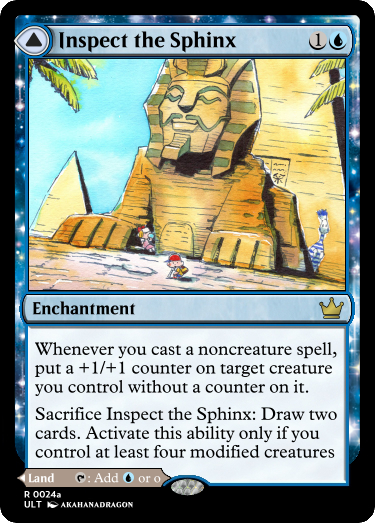 Inspect the Sphinx 1
Enchantment
Whenever you cast a noncreature spell,
put a +1/+1 counter on target creature
you control without a counter on it.
Sacrifice Inspect the Sphinx: Draw two
cards. Activate this ability only if you
control at least four modified creatures
Land : Add or o
R 0024a
ULT AKAHANADRAGON